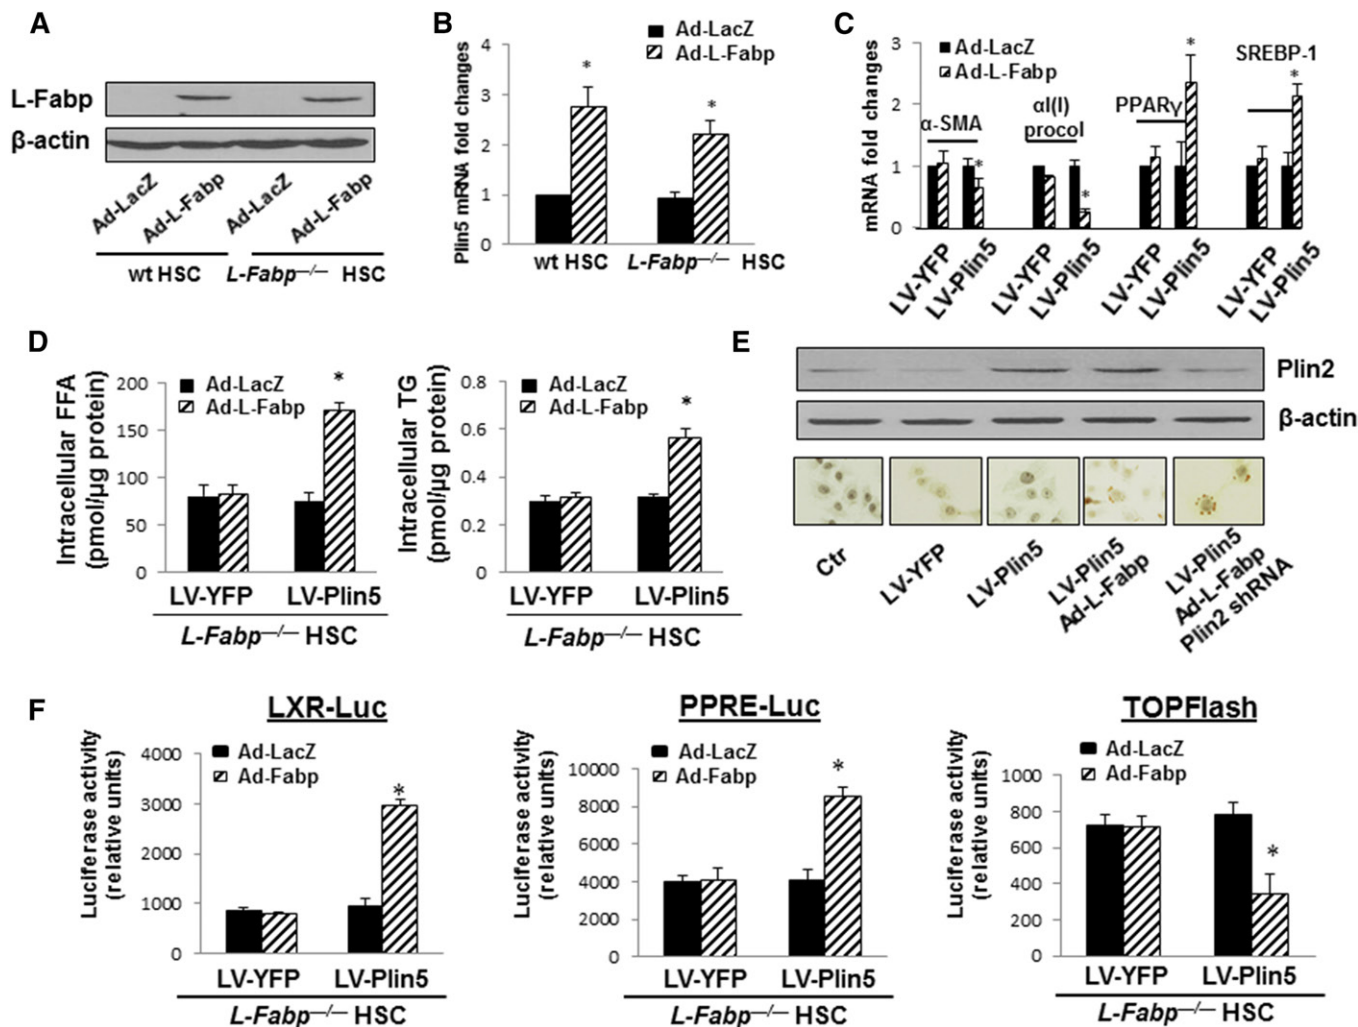 A
L-Fabp
β-actin
Ad-LacZ
Ad-L-Fabp
Ad-LacZ
Ad-L-Fabp
wt HSC
L-Fabp—/— HSC
B
Plin5 mRNA fold changes
4
3
2
1
0
Ad-LacZ
Ad-L-Fabp
*
*
wt HSC
L-Fabp—/— HSC
C
mRNA fold changes
3
2
1
0
Ad-LacZ
Ad-L-Fabp
α-SMA
αI(I)
procol
PPARγ
SREBP-1
*
*
*
*
LV-YFP
LV-Plin5
LV-YFP
LV-Plin5
LV-YFP
LV-Plin5
LV-YFP
LV-Plin5
D
Intracellular FFA
(pmol/μg protein)
200
150
100
50
0
Ad-LacZ
Ad-L-Fabp
*
LV-YFP
LV-Plin5
L-Fabp—/— HSC
Intracellular TG
(pmol/μg protein)
0.8
0.6
0.4
0.2
0
Ad-LacZ
Ad-L-Fabp
*
LV-YFP
LV-Plin5
L-Fabp—/— HSC
E
Plin2
β-actin
Ctr
LV-YFP
LV-Plin5
LV-Plin5
Ad-L-Fabp
LV-Plin5
Ad-L-Fabp
Plin2 shRNA
F
LXR-Luc
Luciferase activity
(relative units)
4000
3000
2000
1000
0
Ad-LacZ
Ad-Fabp
*
LV-YFP
LV-Plin5
L-Fabp—/— HSC
PPRE-Luc
Luciferase activity
(relative units)
10000
8000
6000
4000
2000
0
Ad-LacZ
Ad-Fabp
*
LV-YFP
LV-Plin5
L-Fabp—/— HSC
TOPFlash
Luciferase activity
(relative units)
1000
800
600
400
200
0
Ad-LacZ
Ad-Fabp
*
LV-YFP
LV-Plin5
L-Fabp—/— HSC